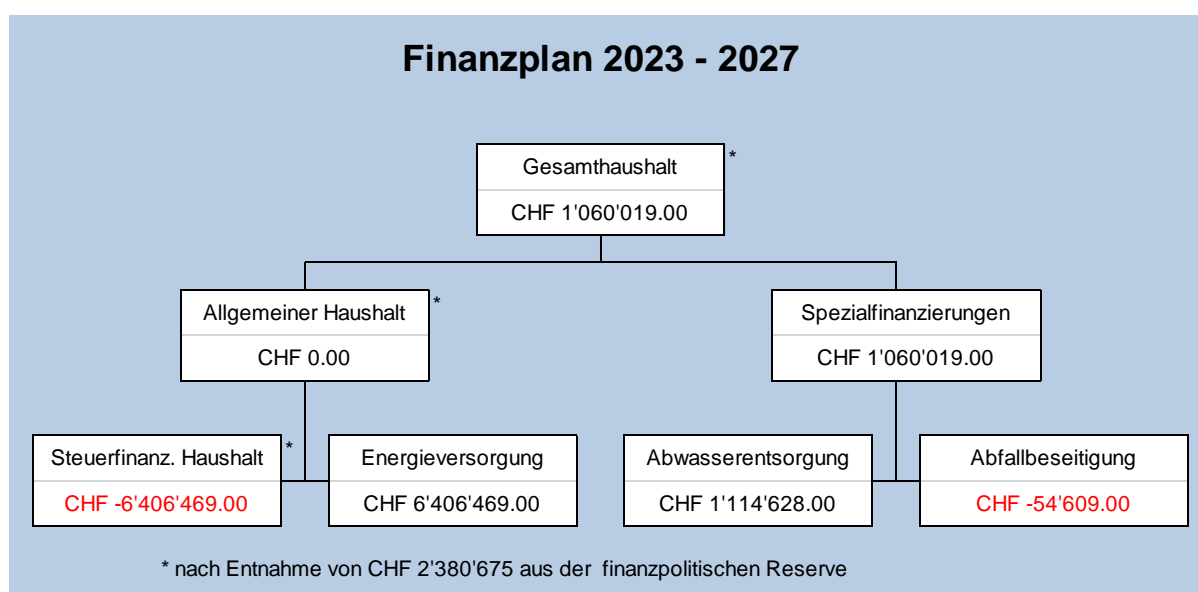 Finanzplan 2023 - 2027
Gesamthaushalt *
CHF 1'060'019.00
Allgemeiner Haushalt *
CHF 0.00
Spezialfinanzierungen
CHF 1'060'019.00
Steuerfinanz. Haushalt *
CHF -6'406'469.00
Energieversorgung
CHF 6'406'469.00
Abwasserentsorgung
CHF 1'114'628.00
Abfallbeseitigung
CHF -54'609.00
* nach Entnahme von CHF 2'380'675 aus der finanzpolitischen Reserve